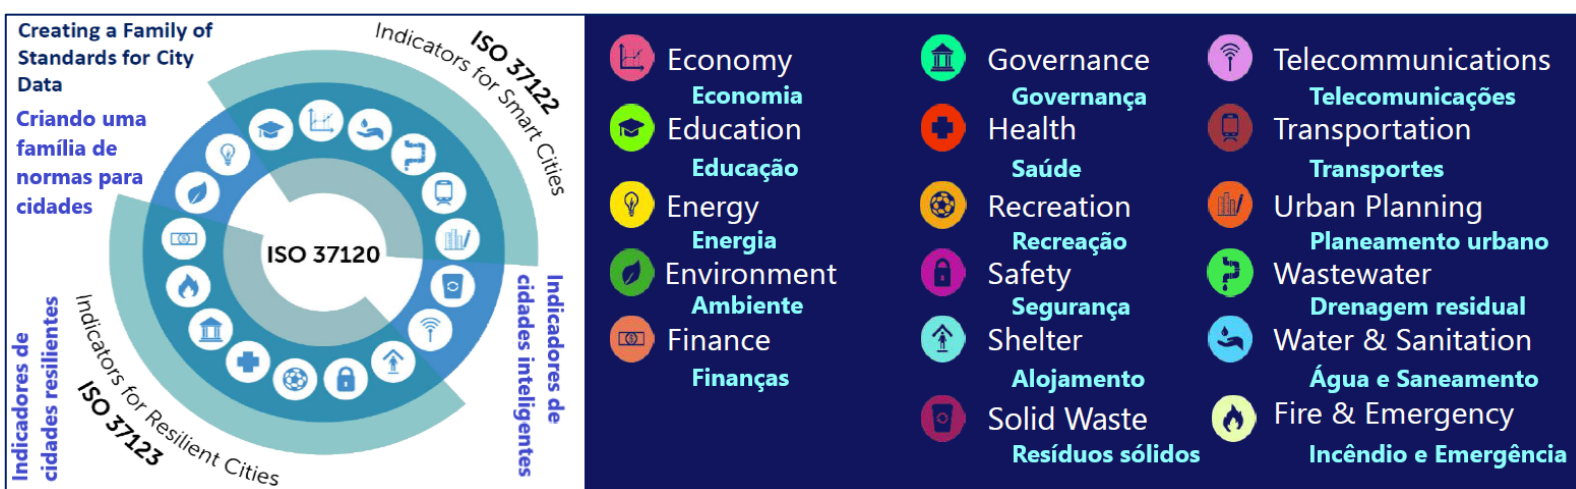 Creating a Family of
Standards for City
Data
Criando uma
família de
normas para
cidades
Indicators for Smart Cities
ISO 37122
ISO 37120
Indicadores de
cidades inteligentes
Indicadores de
cidades resilientes
Indicators for Resilient Cities
ISO 37123
Economy
Economia
Education
Educação
Energy
Energia
Environment
Ambiente
Finance
Finanças
Governance
Governança
Health
Saúde
Recreation
Recreação
Safety
Segurança
Shelter
Alojamento
Solid Waste
Resíduos sólidos
Telecommunications
Telecomunicações
Transportation
Transportes
Urban Planning
Planeamento urbano
Wastewater
Drenagem residual
Water & Sanitation
Água e Saneamento
Fire & Emergency
Incêndio e Emergência